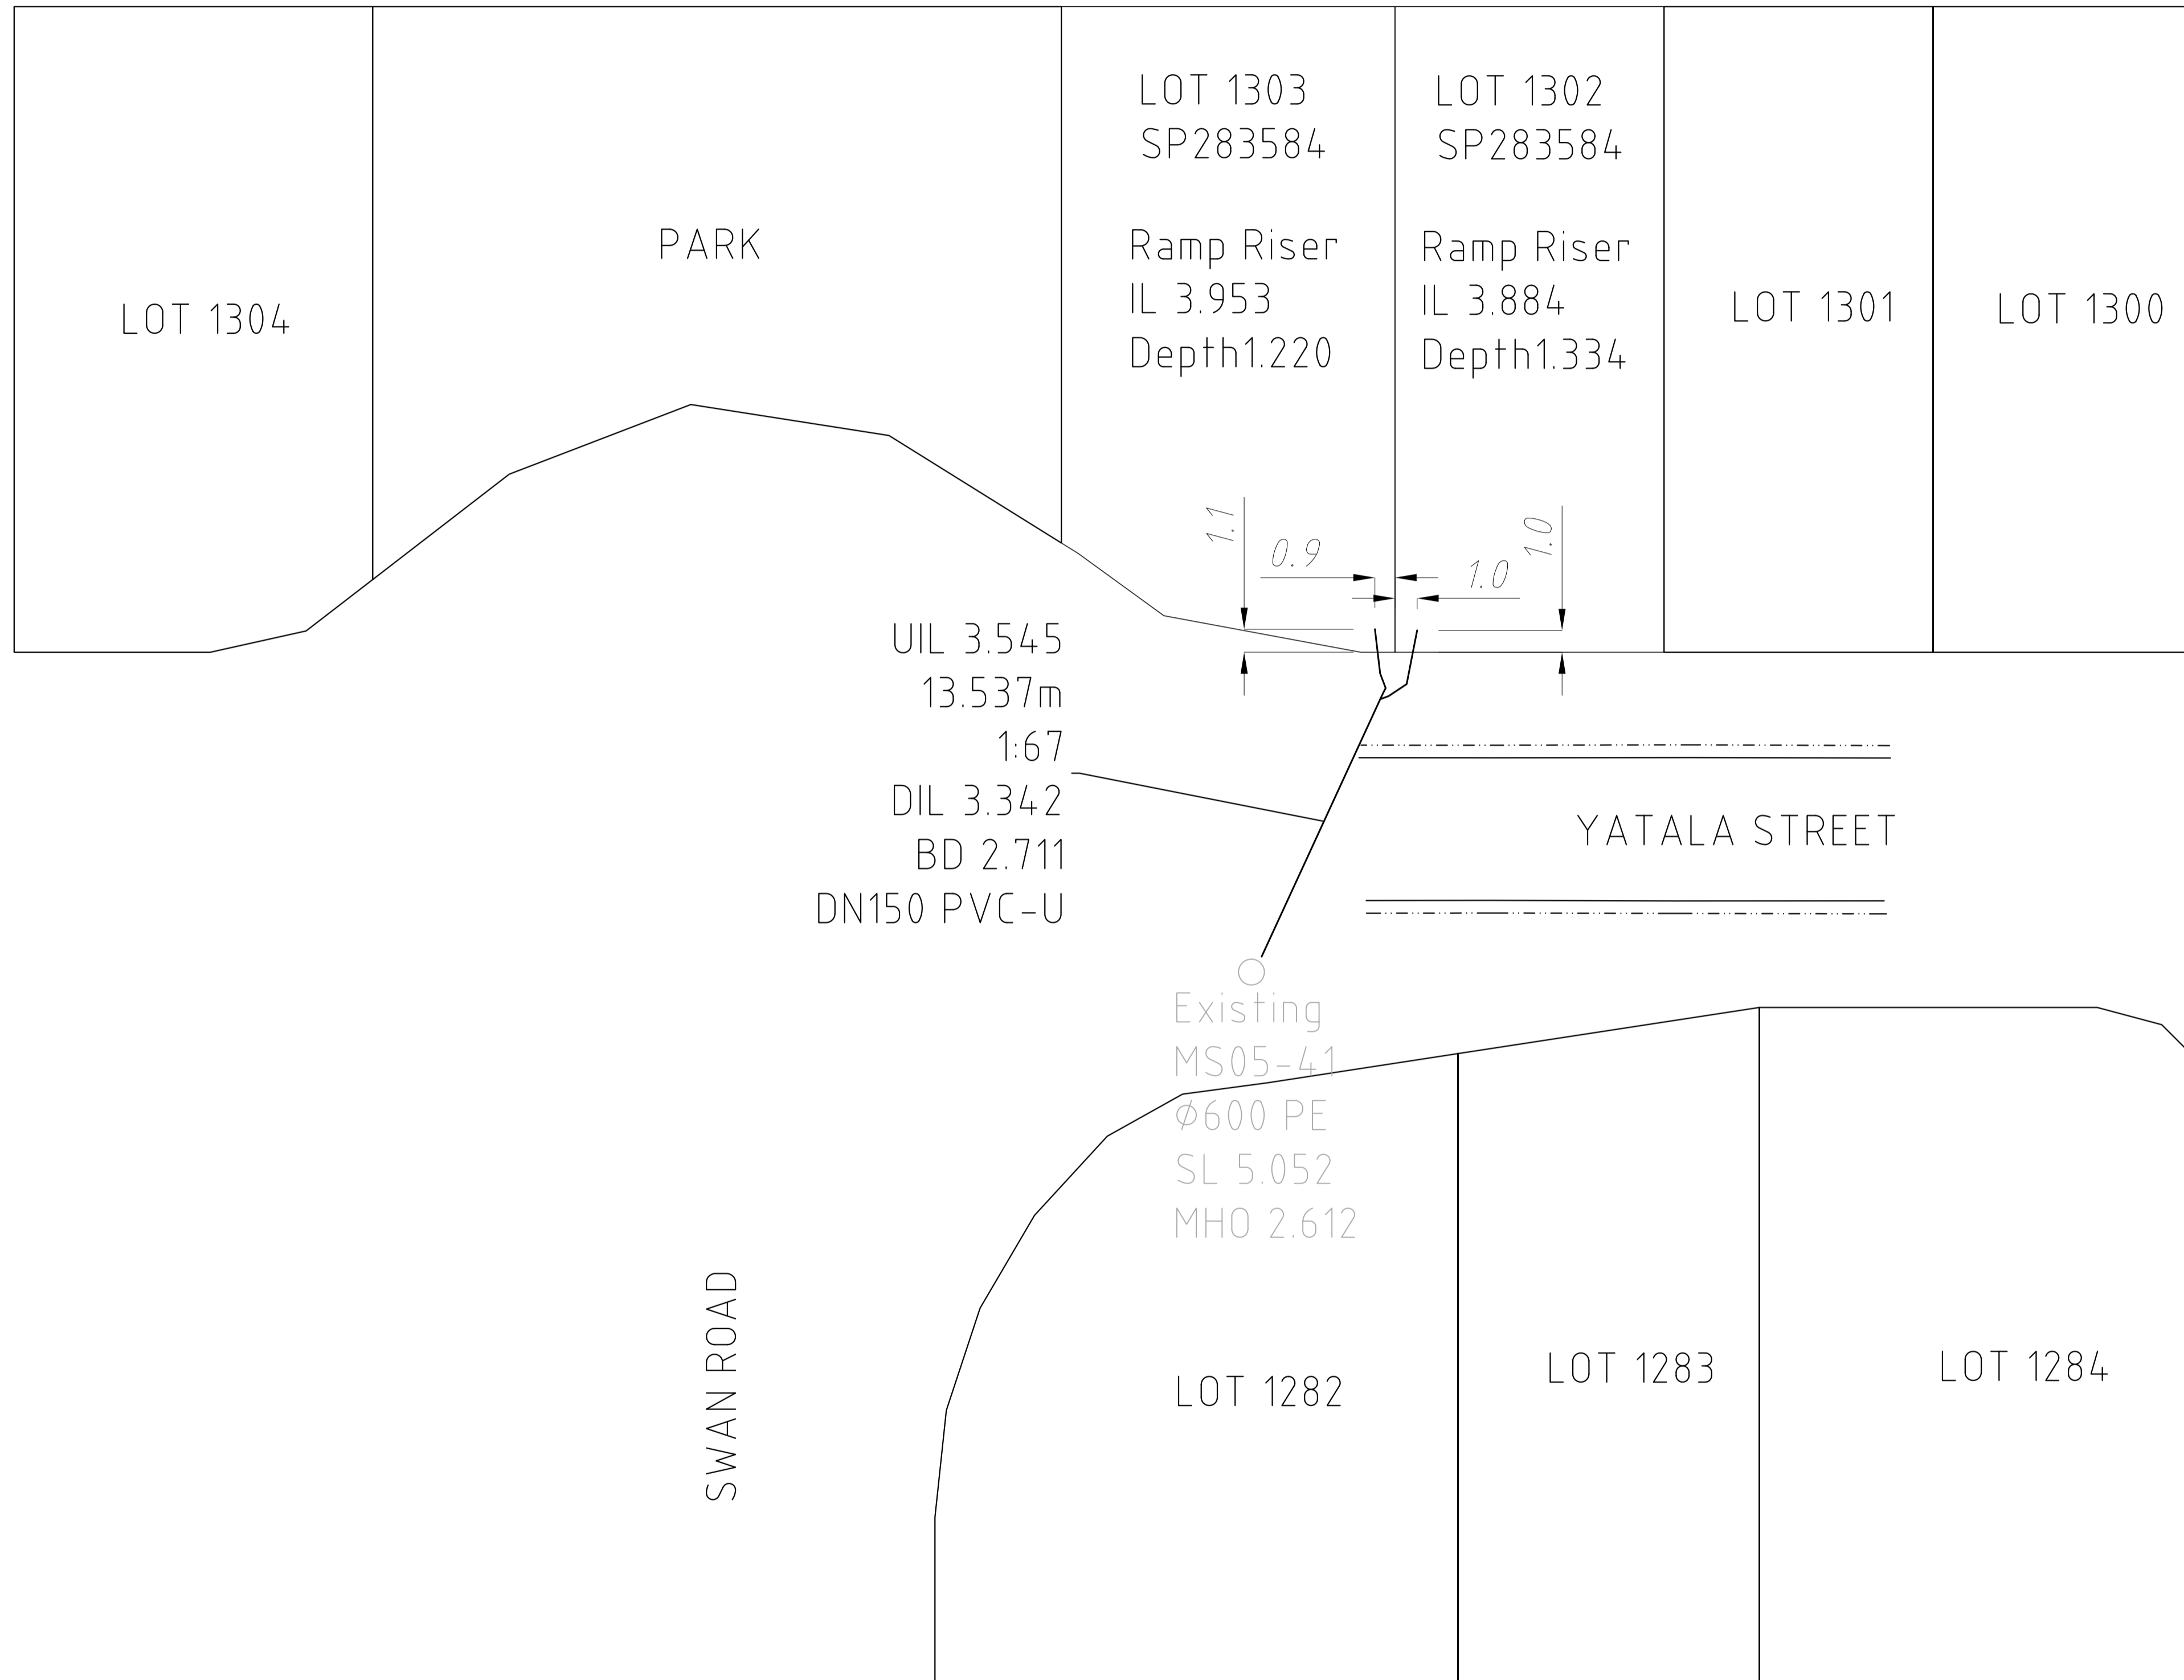 LOT 1304
PARK
LOT 1303
SP283584
Ramp Riser
IL 3.953
Depth1.220
LOT 1302
SP283584
Ramp Riser
IL 3.884
Depth1.334
LOT 1301
LOT 1300
1.1
0.9
1.0
1.0
UIL 3.545
13.537m
1:67
DIL 3.342
BD 2.711
DN150 PVC-U
YATALA STREET
Existing
MS05-41
φ600 PE
SL 5.052
MHO 2.612
SWAN ROAD
LOT 1282
LOT 1283
LOT 1284